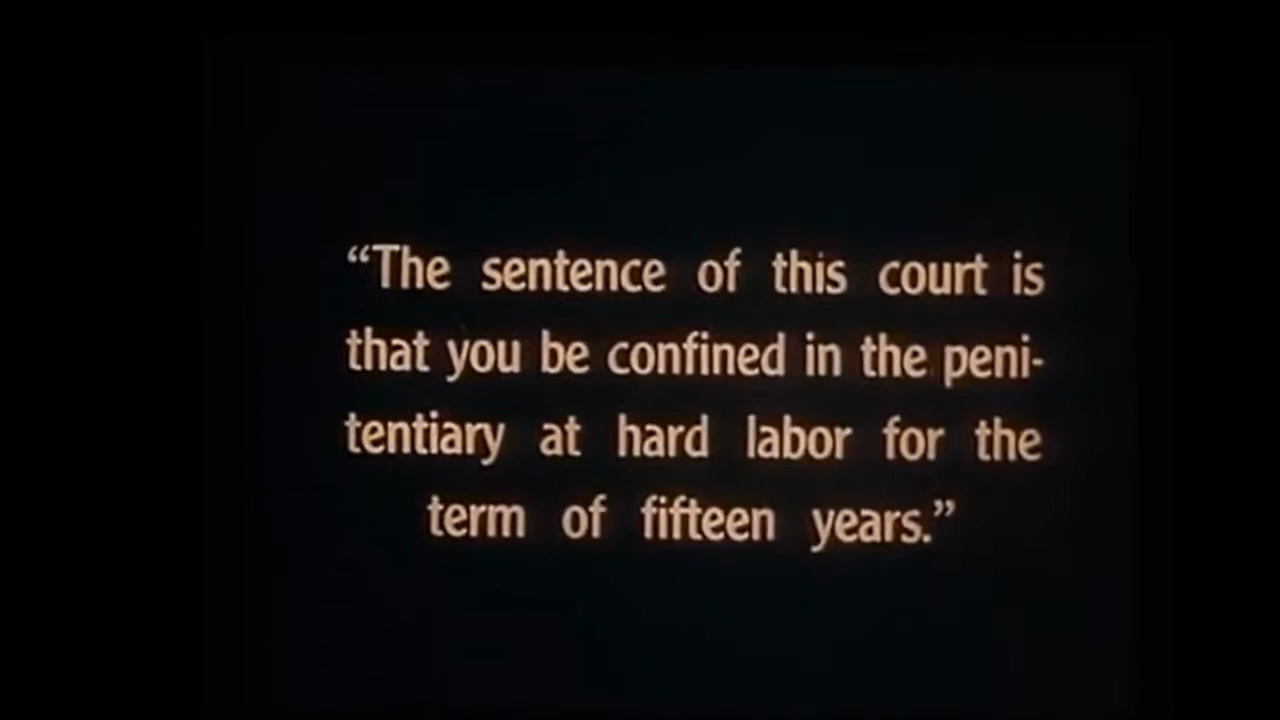 “The sentence of this court is
that you be confined in the peni-
tentiary at hard labor for the
term of fifteen years.”